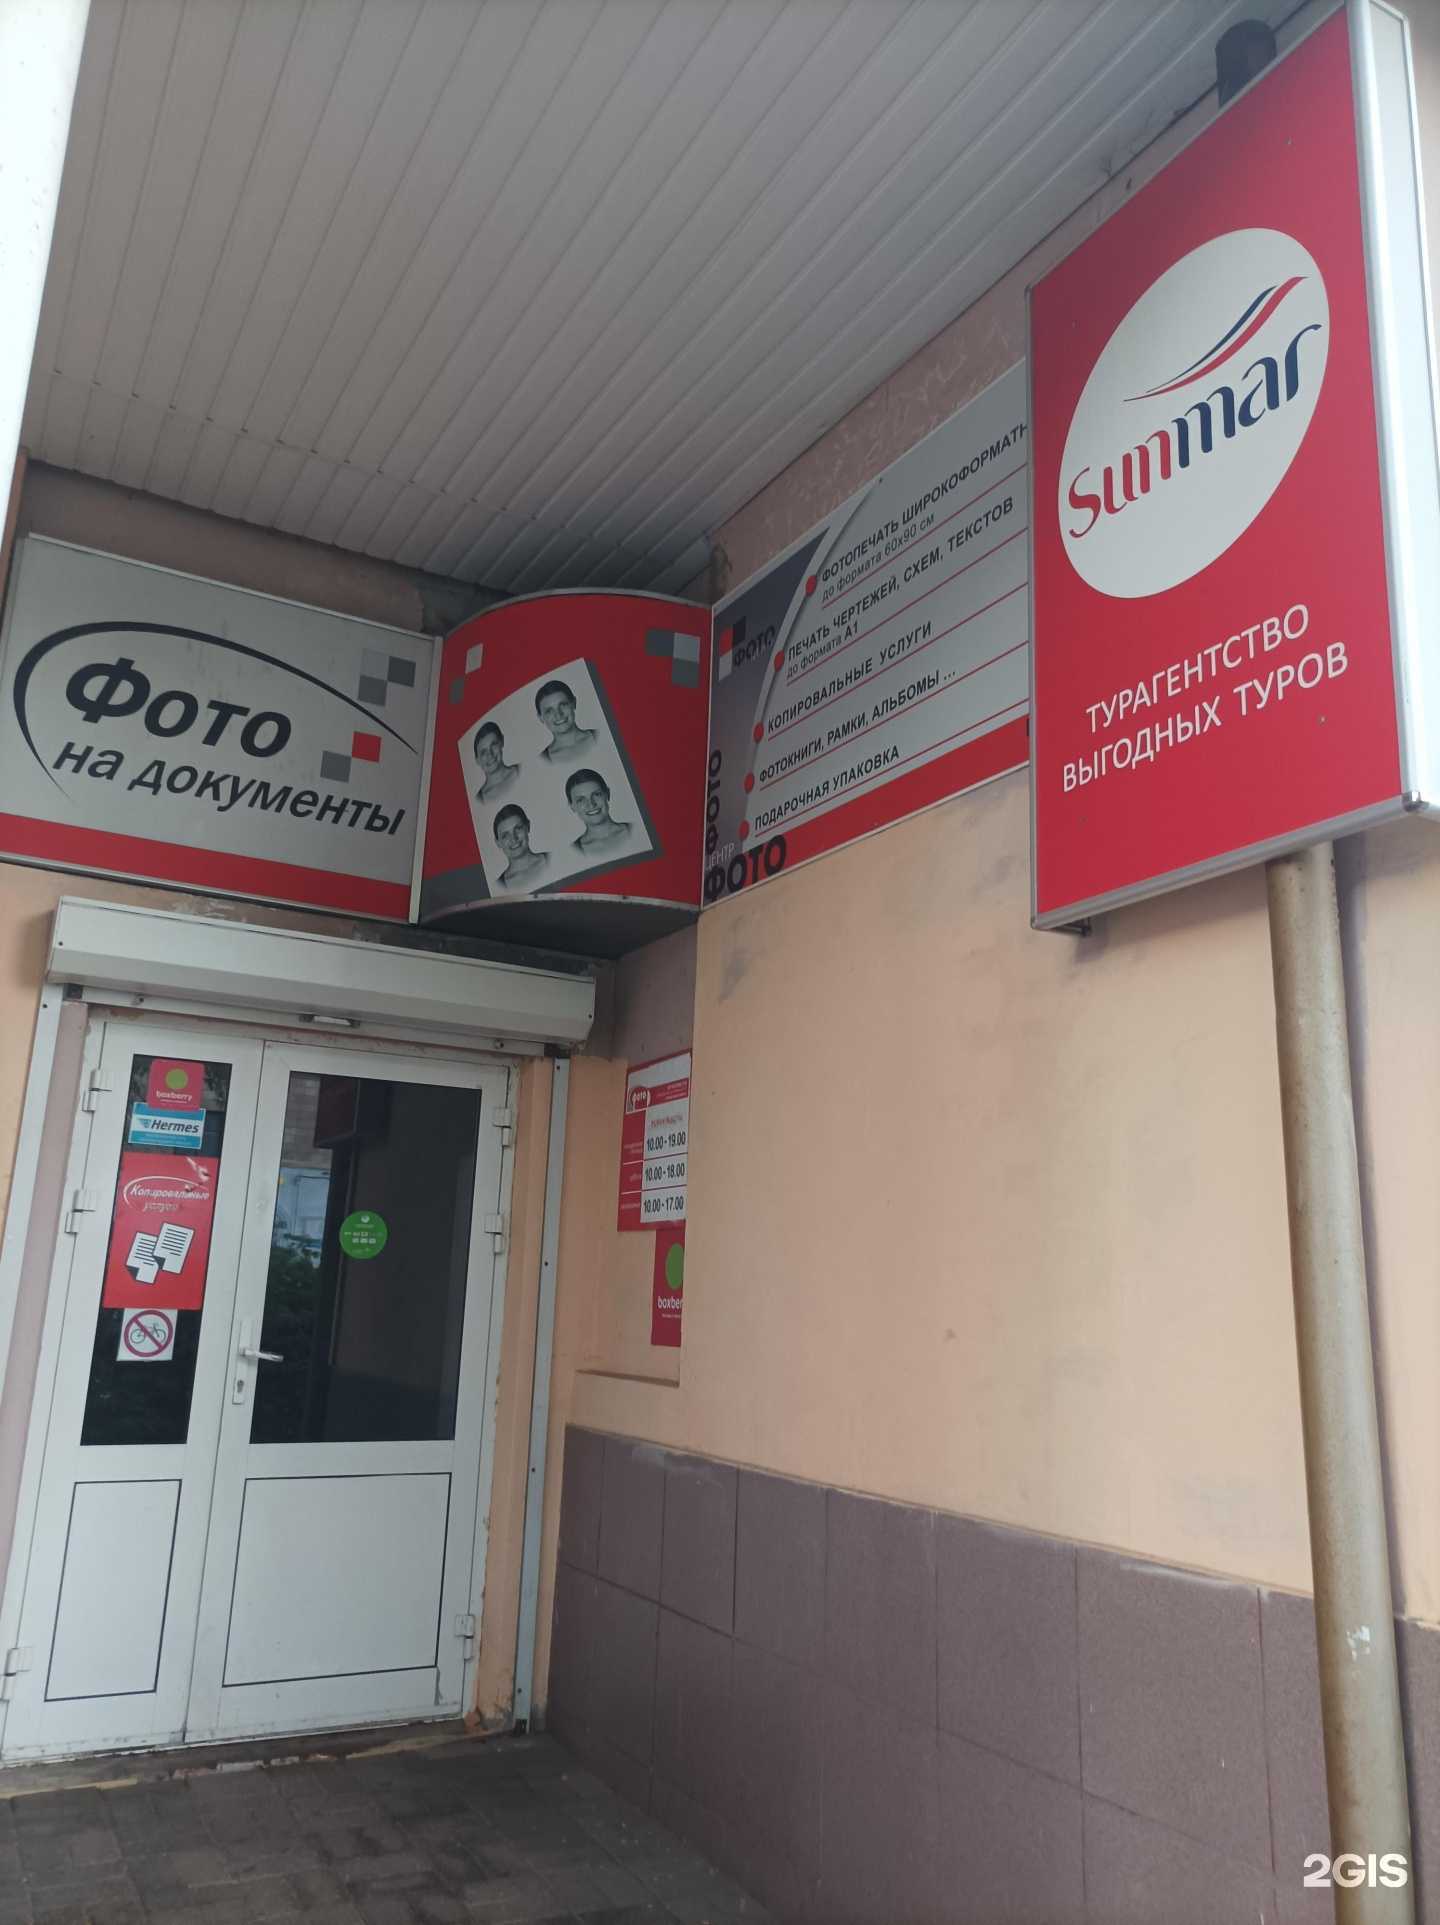 Фото
на документы
ФОТО
ФОТОПЕЧАТЬ ШИРОКОФОРМАТН
до формата 60х90 см
ПЕЧАТЬ ЧЕРТЕЖЕЙ, СХЕМ, ТЕКСТОВ
до формата А1
КОПИРОВАЛЬНЫЕ УСЛУГИ
ФОТОКНИГИ, РАМКИ, АЛЬБОМЫ ...
ПОДАРОЧНАЯ УПАКОВКА
ФОТО
ЦЕНТР
ФОТО
sunmar
ТУРАГЕНТСТВО
ВЫГОДНЫХ ТУРОВ
boxberry
Hermes
Копировальные
услуги
Фото
10.00-19.00
10.00-18.00
10.00-17.00
boxber
2GIS